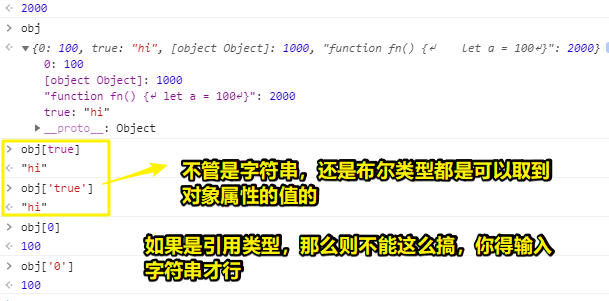 2000
obj
{0: 100, true: "hi", [object Object]: 1000, "function fn() {↵    let a = 100↵}": 2000}
0: 100
[object Object]: 1000
"function fn() {↵ let a = 100↵}": 2000
true: "hi"
__proto__: Object
obj[true]
"hi"
不管是字符串，还是布尔类型都是可以取到
对象属性的值的
obj['true']
"hi"
obj[0]
100
如果是引用类型，那么则不能这么搞，你得输入
字符串才行
obj['0']
100